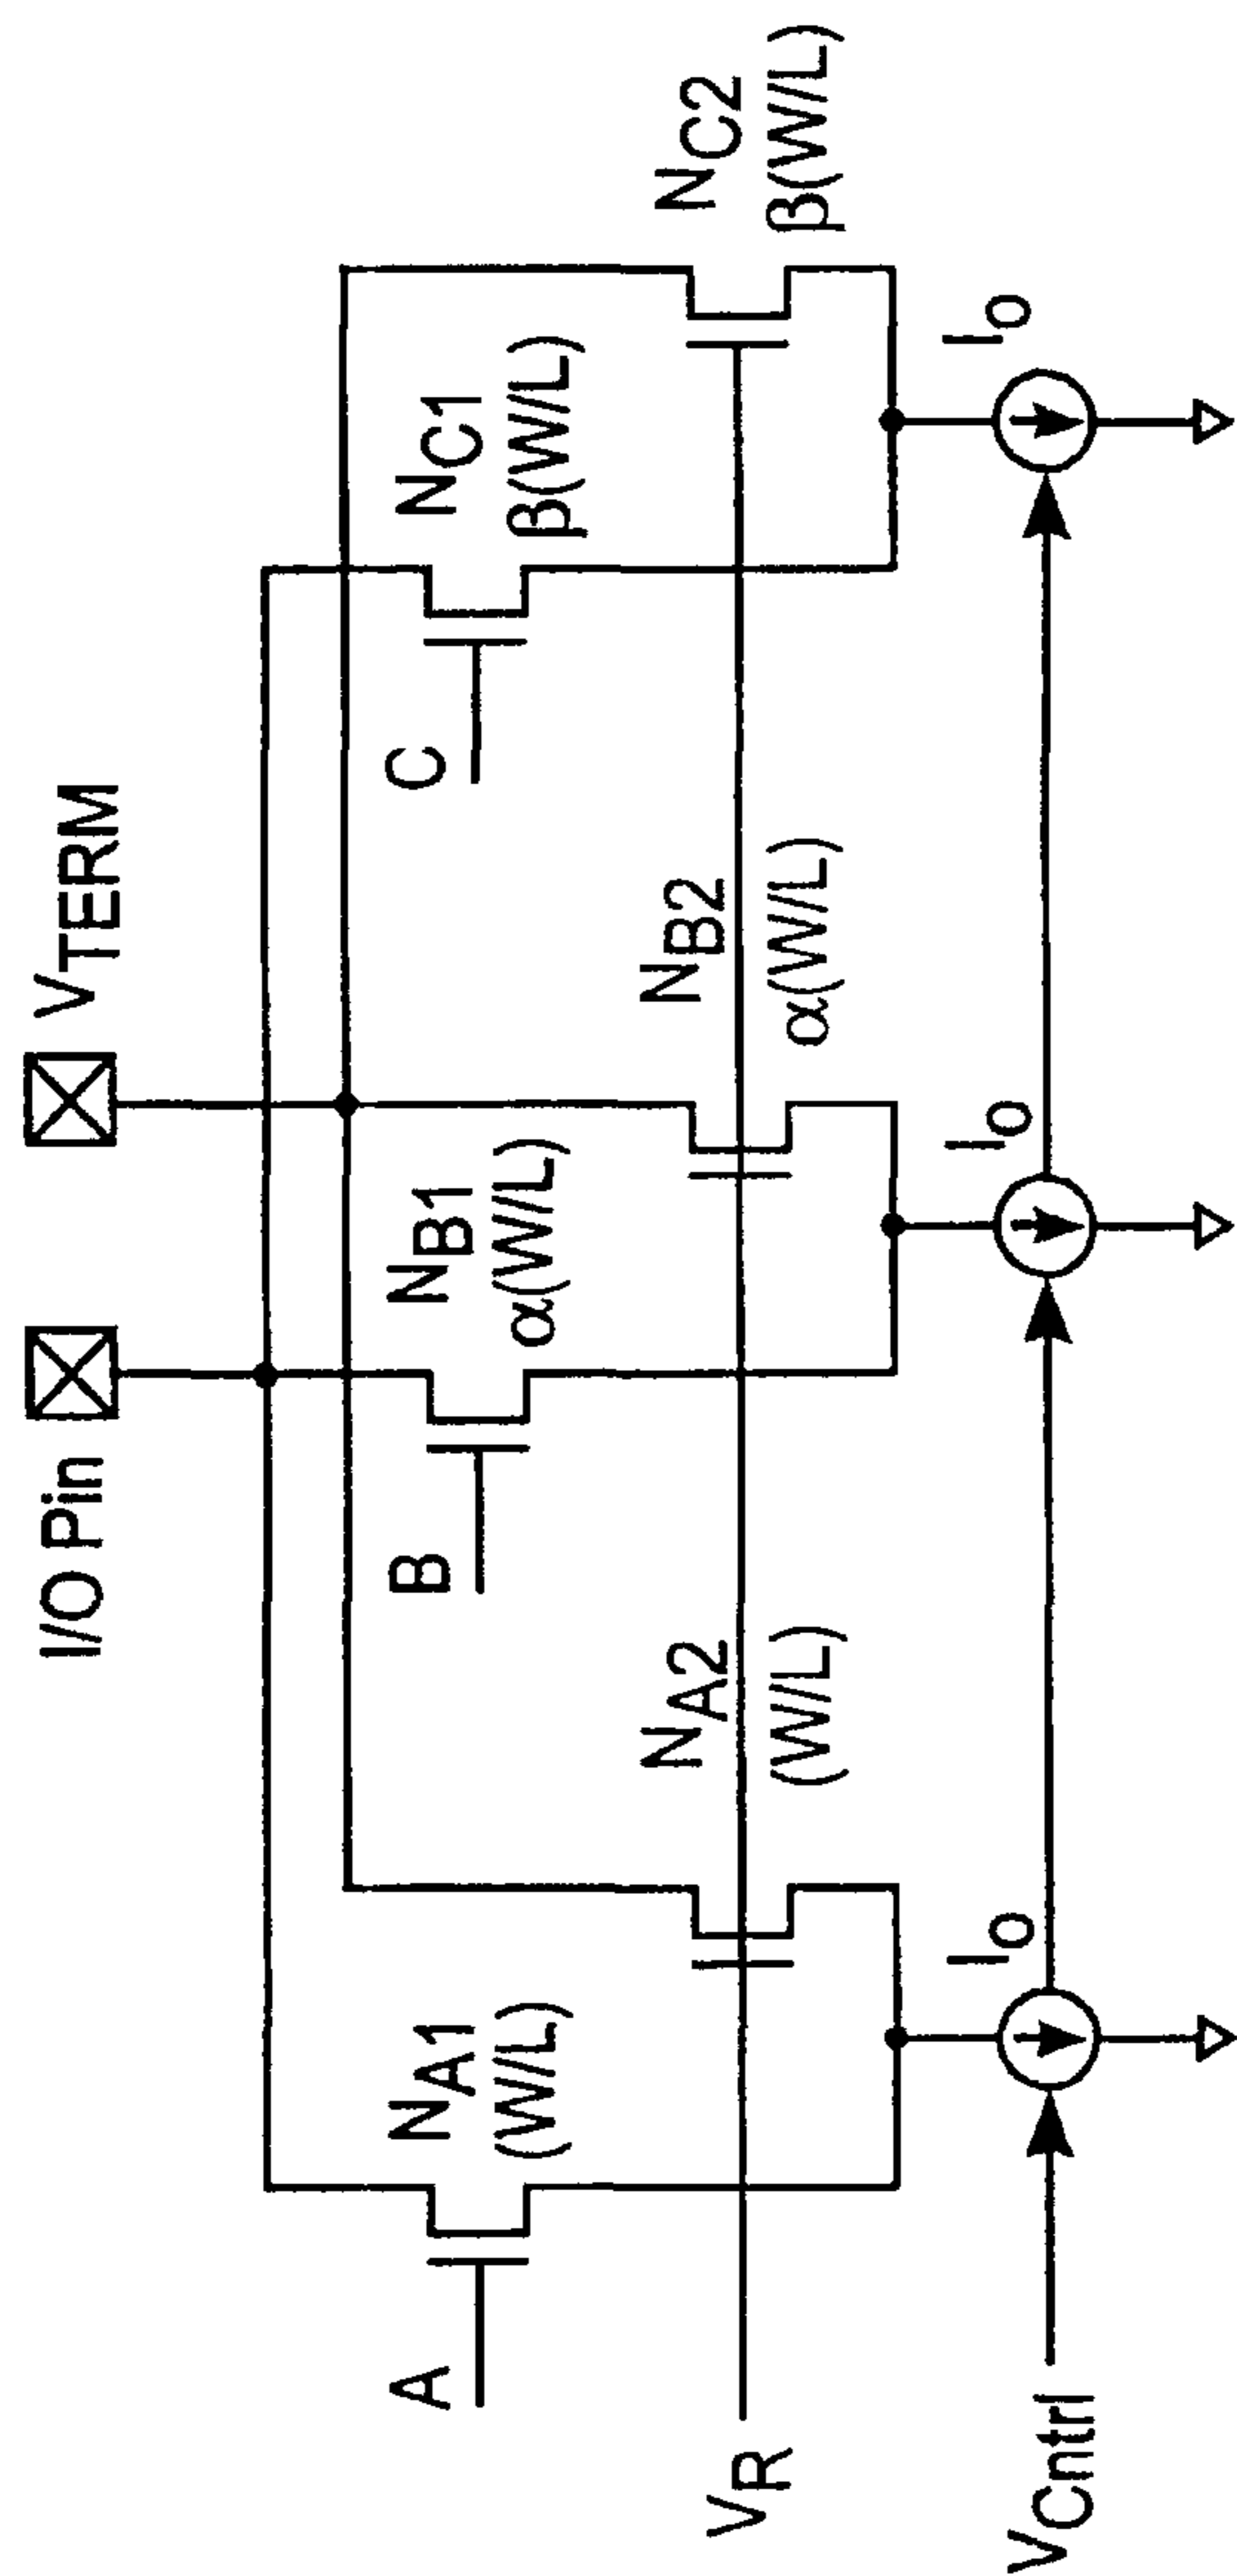 I/O Pin
V_TERM
A
N_A1
(W/L)
B
N_B1
α(W/L)
C
N_C1
β(W/L)
V_R
N_A2
(W/L)
N_B2
α(W/L)
N_C2
β(W/L)
V_Cntrl
I_O
I_O
I_O